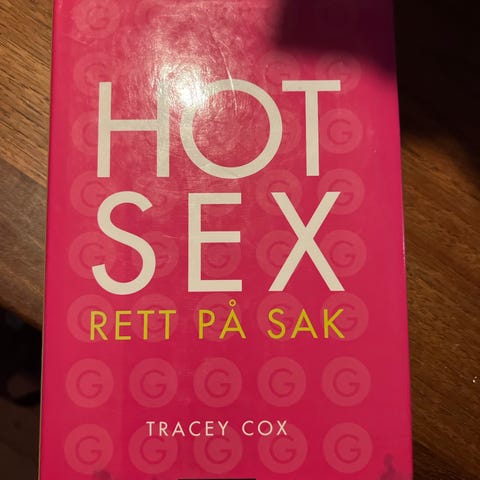 HOT
SEX
RETT PÅ SAK
G G G G G
TRACEY COX